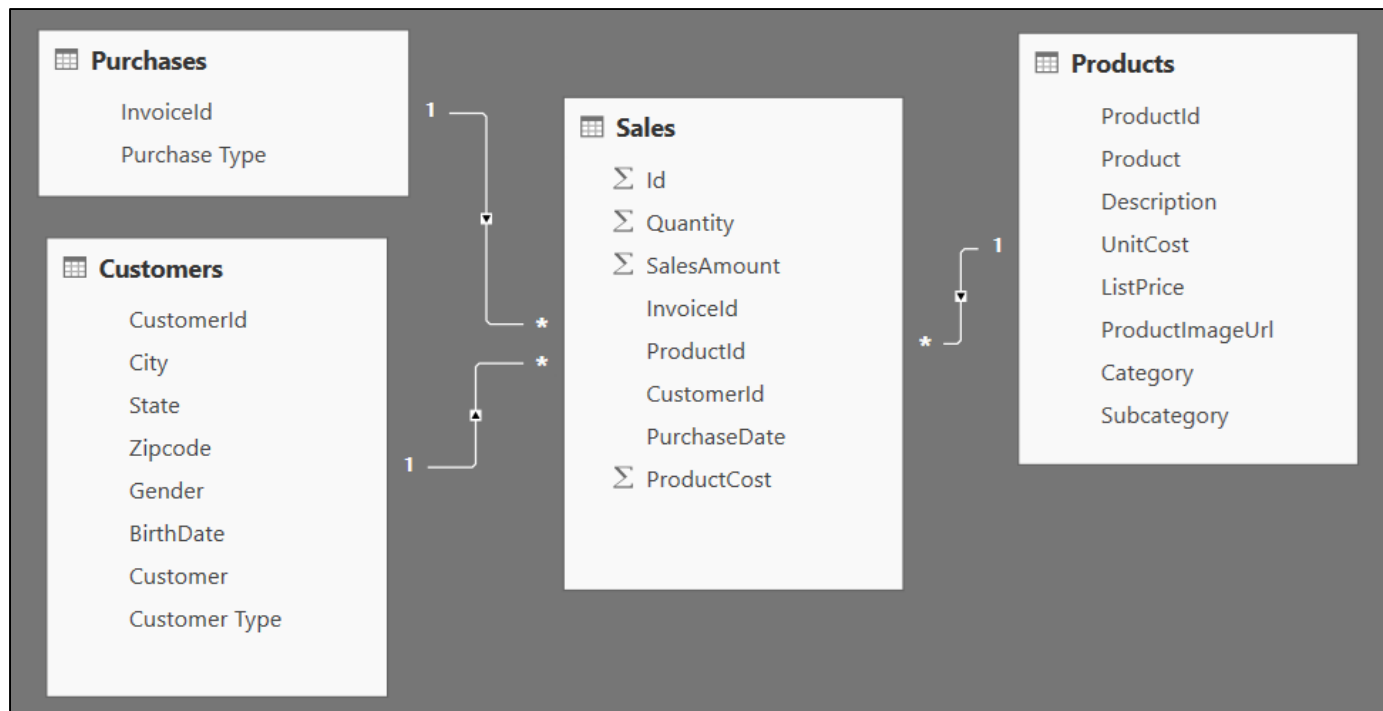 Purchases
InvoiceId
Purchase Type
Customers
CustomerId
City
State
Zipcode
Gender
BirthDate
Customer
Customer Type
1
*
*
1
Sales
Σ Id
Σ Quantity
Σ SalesAmount
InvoiceId
ProductId
CustomerId
PurchaseDate
Σ ProductCost
1
*
Products
ProductId
Product
Description
UnitCost
ListPrice
ProductImageUrl
Category
Subcategory